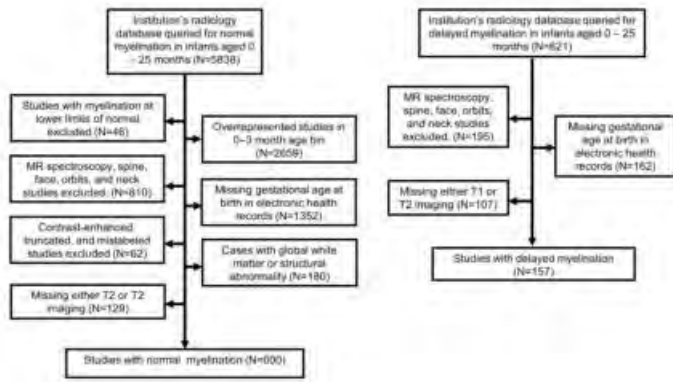 Institution's radiology
database queried for normal
myelination in infants aged 0
– 25 months (N=5838)
Studies with myelination at
lower limits of normal
excluded (N=46)
Overrepresented studies in
0–3 month age bin
(N=2659)
MR spectroscopy, spine,
face, orbits, and neck
studies excluded. (N=810)
Missing gestational age at
birth in electronic health
records (N=1352)
Contrast-enhanced
truncated, and mislabeled
studies excluded (N=62)
Cases with global white
matter or structural
abnormality (N=180)
Missing either T2 or T2
imaging (N=129)
Studies with normal myelination (N=600)
Institution's radiology database queried for
delayed myelination in infants aged 0 – 25
months (N=621)
MR spectroscopy,
spine, face, orbits,
and neck studies
excluded. (N=195)
Missing gestational
age at birth in
electronic health
records (N=162)
Missing either T1 or
T2 imaging (N=107)
Studies with delayed myelination
(N=157)